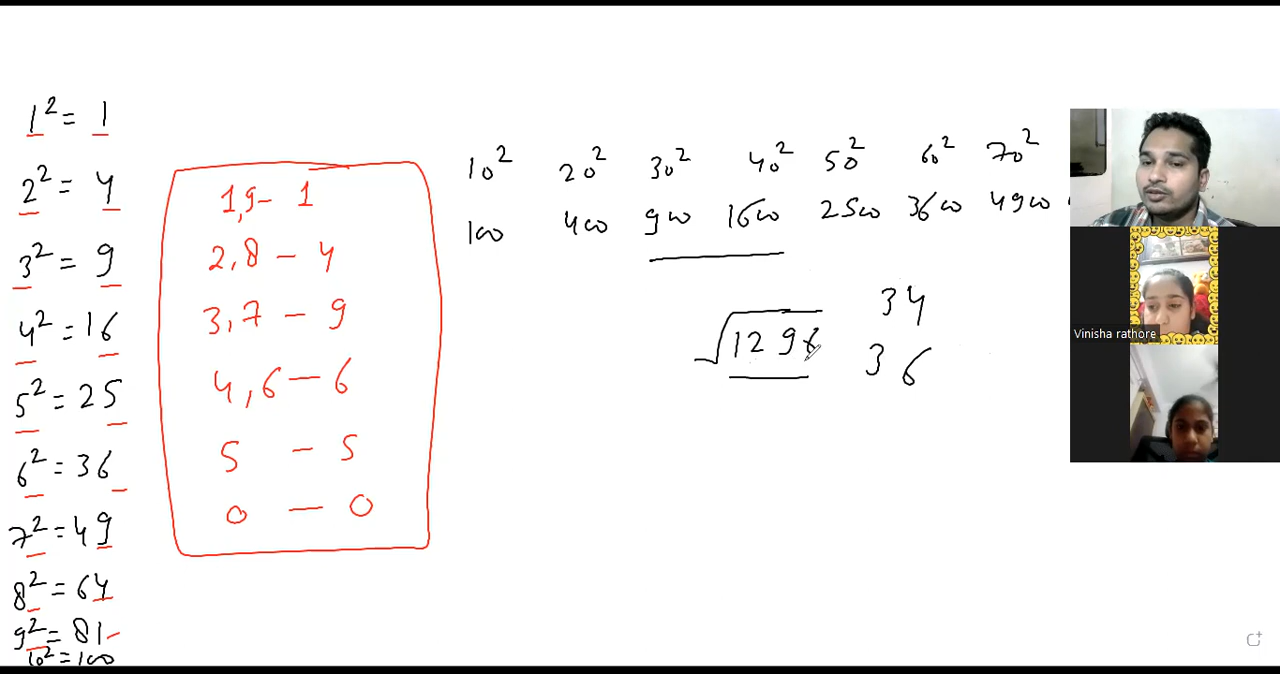 1² = 1
2² = 4
3² = 9
4² = 16
5² = 25
6² = 36
7² = 49
8² = 64
9² = 81
10² = 100
1,9 - 1
2,8 - 4
3,7 - 9
4,6 - 6
5 - 5
0 - 0
10² 20² 30² 40² 50² 60² 70²
100 400 900 1600 2500 3600 4900
√1296
34
36
Vinisha rathore